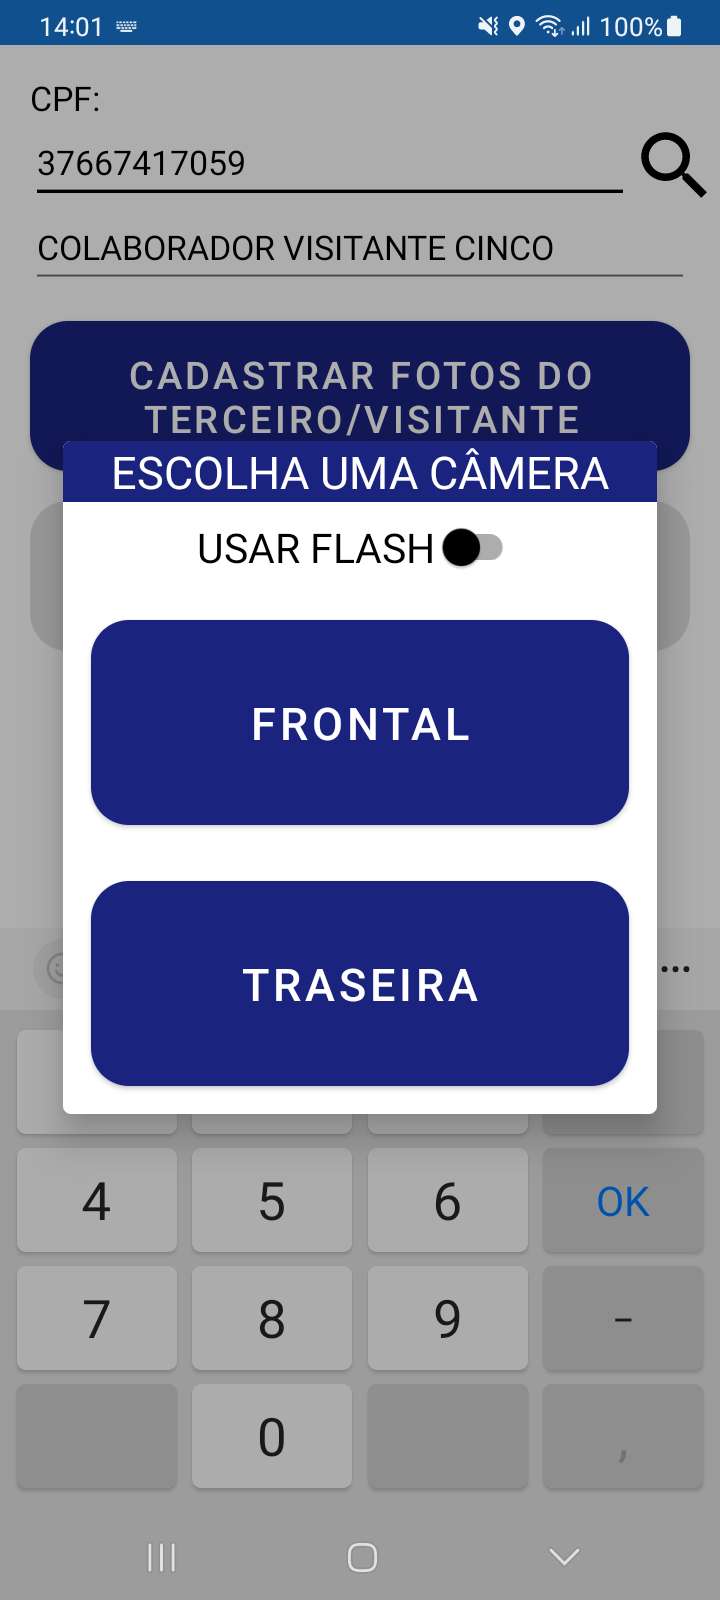 14:01 100%
CPF:
37667417059
COLABORADOR VISITANTE CINCO
CADASTRAR FOTOS DO
TERCEIRO/VISITANTE
ESCOLHA UMA CÂMERA
USAR FLASH
FRONTAL
TRASEIRA
4 5 6 OK
7 8 9 -
0 ,